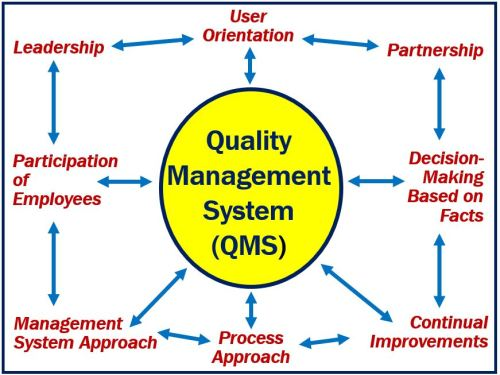 User
Orientation
Leadership
Partnership
Quality
Management
System
(QMS)
Participation
of
Employees
Decision-
Making
Based on
Facts
Management
System Approach
Process
Approach
Continual
Improvements